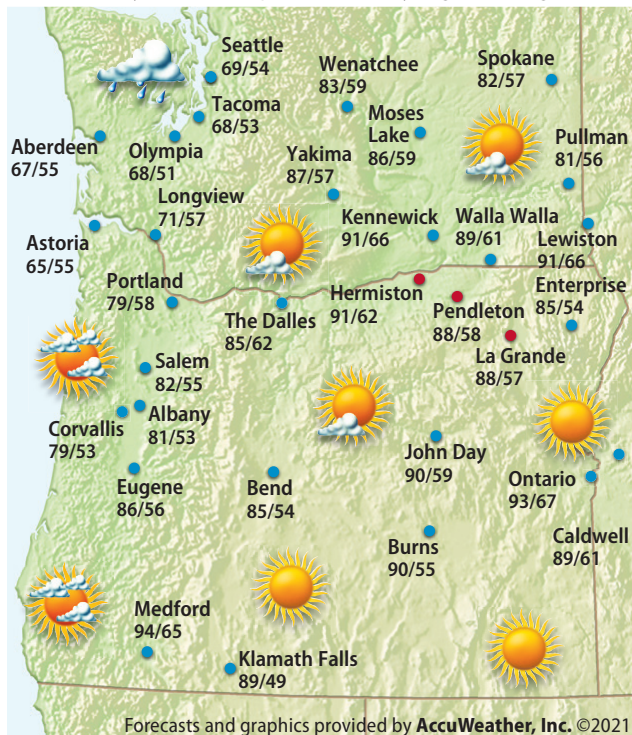 Seattle
69/54
Wenatchee
83/59
Spokane
82/57
Tacoma
68/53
Moses
Lake
86/59
Aberdeen
67/55
Olympia
68/51
Yakima
87/57
Pullman
81/56
Longview
71/57
Kennewick
91/66
Walla Walla
89/61
Lewiston
91/66
Astoria
65/55
Portland
79/58
The Dalles
85/62
Hermiston
91/62
Pendleton
88/58
Enterprise
85/54
La Grande
88/57
Salem
82/55
Albany
81/53
Corvallis
79/53
John Day
90/59
Ontario
93/67
Eugene
86/56
Bend
85/54
Burns
90/55
Caldwell
89/61
Medford
94/65
Klamath Falls
89/49
Forecasts and graphics provided by AccuWeather, Inc. ©2021